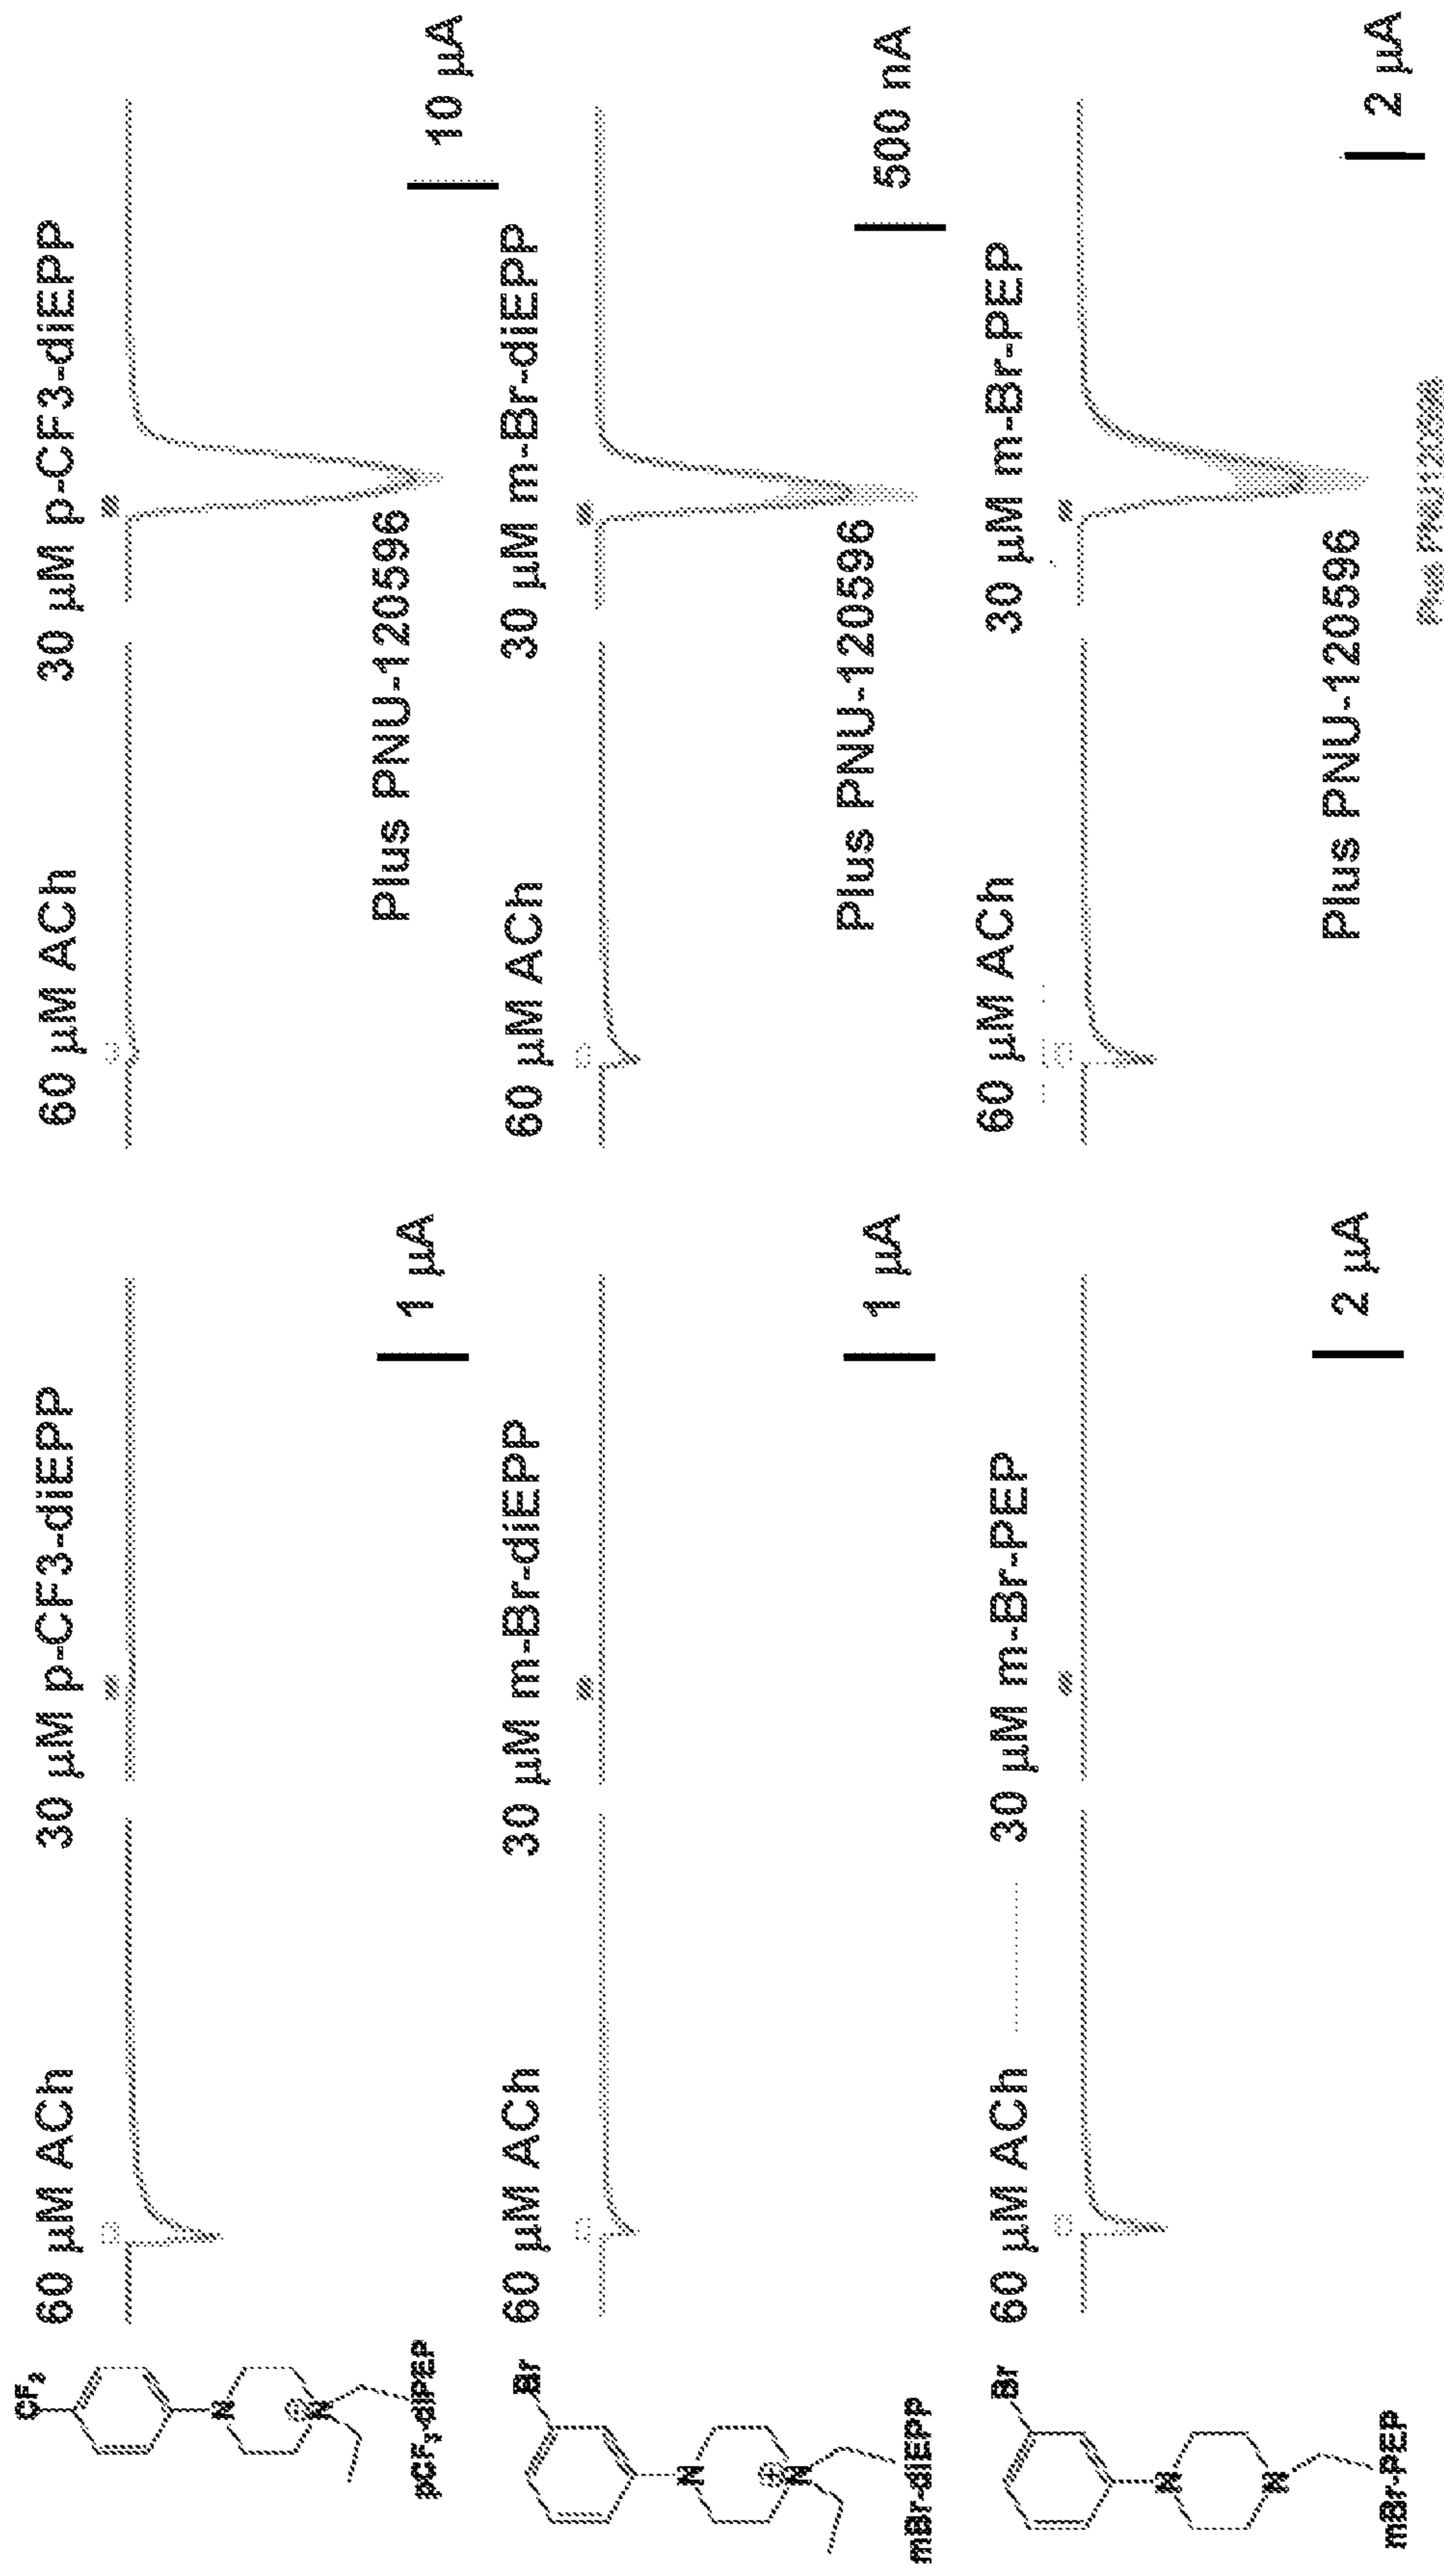 CF₃
pCF₃-diPEP
60 µM ACh
30 µM p-CF3-diEPP
1 µA
60 µM ACh
30 µM p-CF3-diEPP
Plus PNU-120596
10 µA
Br
N
N
mBr-diEPP
60 µM ACh
30 µM m-Br-diEPP
1 µA
60 µM ACh
30 µM m-Br-diEPP
Plus PNU-120596
500 nA
Br
N
N
mBr-PEP
60 µM ACh
30 µM m-Br-PEP
2 µA
60 µM ACh
30 µM m-Br-PEP
Plus PNU-120596
2 µA
Plus PNU120596